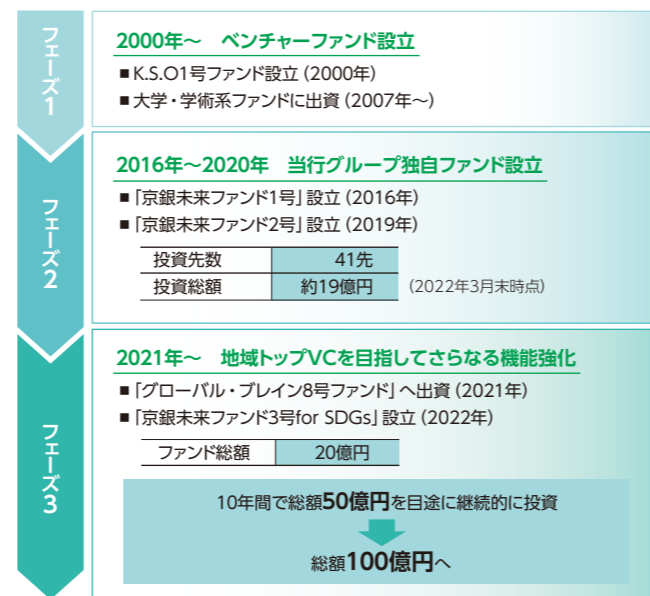 フェーズ1
2000年～ ベンチャーファンド設立
■ K.S.O1号ファンド設立（2000年）
■ 大学・学術系ファンドに出資（2007年～）
フェーズ2
2016年～2020年 当行グループ独自ファンド設立
■ 「京銀未来ファンド1号」設立（2016年）
■ 「京銀未来ファンド2号」設立（2019年）
投資先数 41先
投資総額 約19億円 （2022年3月末時点）
フェーズ3
2021年～ 地域トップVCを目指してさらなる機能強化
■ 「グローバル・ブレイン8号ファンド」へ出資（2021年）
■ 「京銀未来ファンド3号for SDGs」設立（2022年）
ファンド総額 20億円
10年間で総額50億円を目途に継続的に投資
総額100億円へ